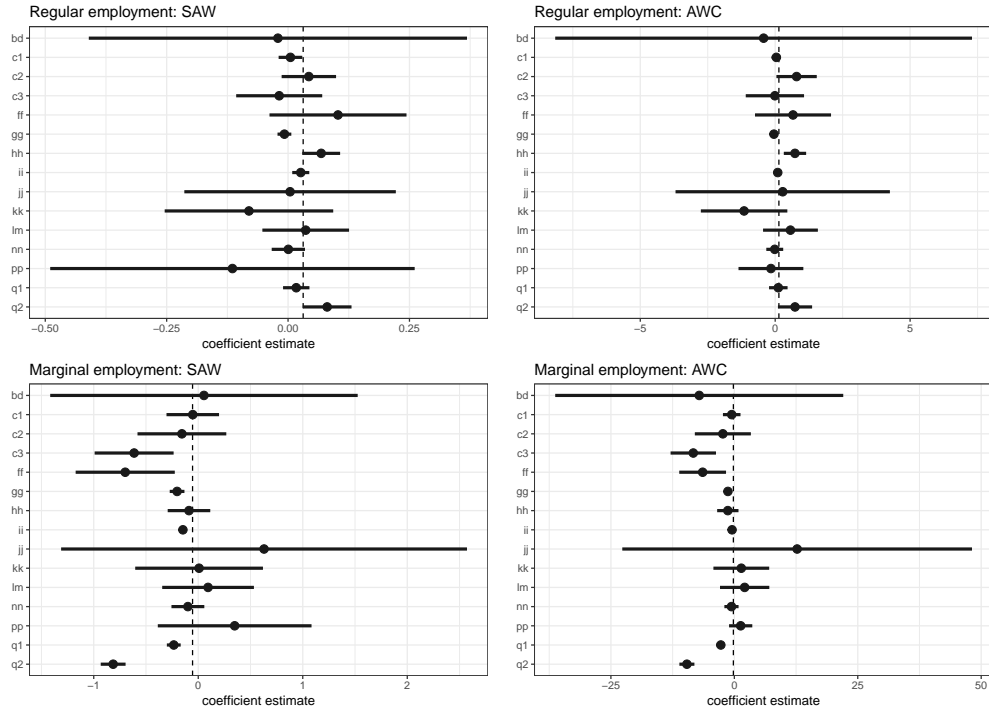 Regular employment: SAW
bd
c1
c2
c3
ff
gg
hh
ii
jj
kk
lm
nn
pp
q1
q2
−0.50
−0.25
0.00
0.25
coefficient estimate
Regular employment: AWC
bd
c1
c2
c3
ff
gg
hh
ii
jj
kk
lm
nn
pp
q1
q2
−5
0
5
coefficient estimate
Marginal employment: SAW
bd
c1
c2
c3
ff
gg
hh
ii
jj
kk
lm
nn
pp
q1
q2
−1
0
1
2
coefficient estimate
Marginal employment: AWC
bd
c1
c2
c3
ff
gg
hh
ii
jj
kk
lm
nn
pp
q1
q2
−25
0
25
50
coefficient estimate